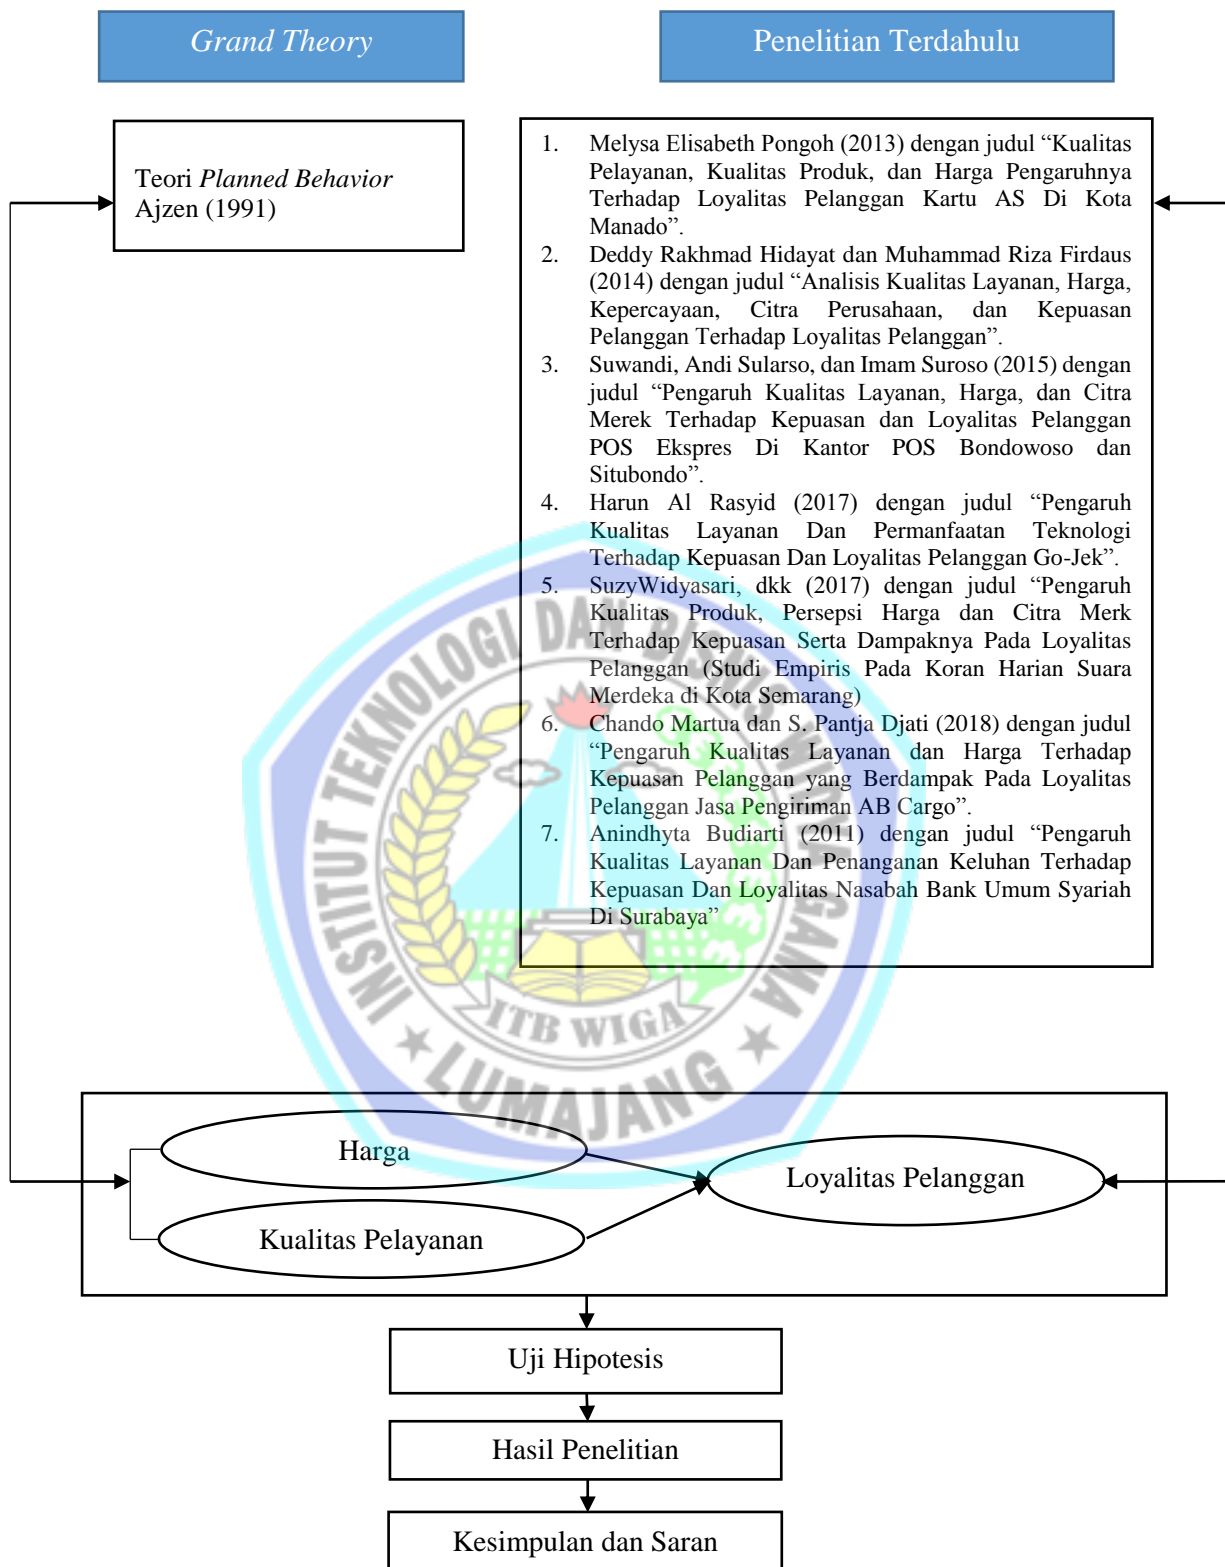 Grand Theory
Penelitian Terdahulu
Teori Planned Behavior
Ajzen (1991)
1. Melysa Elisabeth Pongoh (2013) dengan judul “Kualitas
Pelayanan, Kualitas Produk, dan Harga Pengaruhnya
Terhadap Loyalitas Pelanggan Kartu AS Di Kota
Manado”.
2. Deddy Rakhmad Hidayat dan Muhammad Riza Firdaus
(2014) dengan judul “Analisis Kualitas Layanan, Harga,
Kepercayaan, Citra Perusahaan, dan Kepuasan
Pelanggan Terhadap Loyalitas Pelanggan”.
3. Suwandi, Andi Sularso, dan Imam Suroso (2015) dengan
judul “Pengaruh Kualitas Layanan, Harga, dan Citra
Merek Terhadap Kepuasan dan Loyalitas Pelanggan
POS Ekspres Di Kantor POS Bondowoso dan
Situbondo”.
4. Harun Al Rasyid (2017) dengan judul “Pengaruh
Kualitas Layanan Dan Permanfaatan Teknologi
Terhadap Kepuasan Dan Loyalitas Pelanggan Go-Jek”.
5. SuzyWidyasari, dkk (2017) dengan judul “Pengaruh
Kualitas Produk, Persepsi Harga dan Citra Merk
Terhadap Kepuasan Serta Dampaknya Pada Loyalitas
Pelanggan (Studi Empiris Pada Koran Harian Suara
Merdeka di Kota Semarang)
6. Chando Martua dan S. Pantja Djati (2018) dengan judul
“Pengaruh Kualitas Layanan dan Harga Terhadap
Kepuasan Pelanggan yang Berdampak Pada Loyalitas
Pelanggan Jasa Pengiriman AB Cargo”.
7. Anindhyta Budiarti (2011) dengan judul “Pengaruh
Kualitas Layanan Dan Penanganan Keluhan Terhadap
Kepuasan Dan Loyalitas Nasabah Bank Umum Syariah
Di Surabaya”
INSTITUT TEKNOLOGI DAN BISNIS WIDYA GAMA
ITB WIGA
LUMAJANG
Harga
Loyalitas Pelanggan
Kualitas Pelayanan
Uji Hipotesis
Hasil Penelitian
Kesimpulan dan Saran